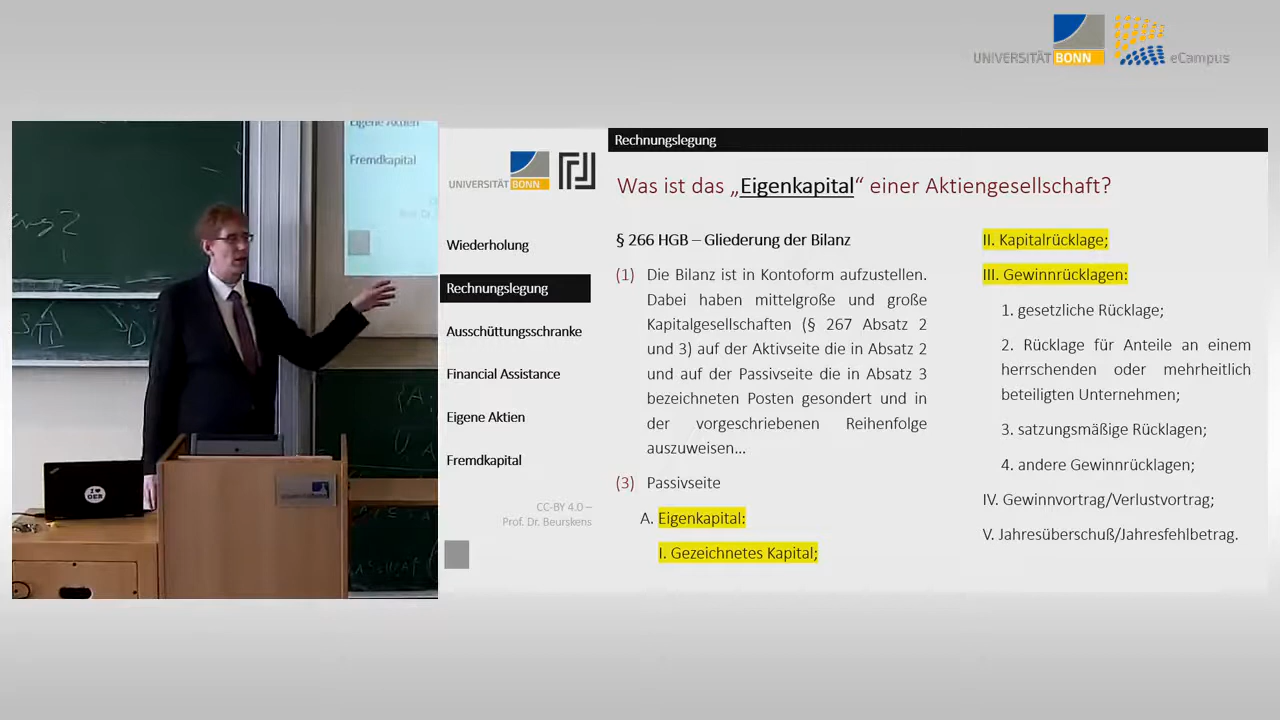 UNIVERSITÄT BONN
eCampus
Eigene Aktien
Fremdkapital
I
OER
UNIVERSITÄT BONN
Wiederholung
Rechnungslegung
Ausschüttungsschranke
Financial Assistance
Eigene Aktien
Fremdkapital
CC-BY 4.0 –
Prof. Dr. Beurskens
Rechnungslegung
Was ist das „Eigenkapital“ einer Aktiengesellschaft?
§ 266 HGB – Gliederung der Bilanz
(1) Die Bilanz ist in Kontoform aufzustellen.
Dabei haben mittelgroße und große
Kapitalgesellschaften (§ 267 Absatz 2
und 3) auf der Aktivseite die in Absatz 2
und auf der Passivseite die in Absatz 3
bezeichneten Posten gesondert und in
der vorgeschriebenen Reihenfolge
auszuweisen...
(3) Passivseite
A. Eigenkapital:
I. Gezeichnetes Kapital;
II. Kapitalrücklage;
III. Gewinnrücklagen:
1. gesetzliche Rücklage;
2. Rücklage für Anteile an einem
herrschenden oder mehrheitlich
beteiligten Unternehmen;
3. satzungsmäßige Rücklagen;
4. andere Gewinnrücklagen;
IV. Gewinnvortrag/Verlustvortrag;
V. Jahresüberschuß/Jahresfehlbetrag.